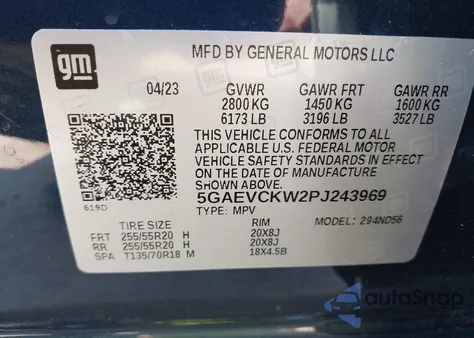 gm
MFD BY GENERAL MOTORS LLC
04/23 GVWR GAWR FRT GAWR RR
2800 KG 1450 KG 1600 KG
6173 LB 3196 LB 3527 LB
THIS VEHICLE CONFORMS TO ALL
APPLICABLE U.S. FEDERAL MOTOR
VEHICLE SAFETY STANDARDS IN EFFECT
ON THE DATE OF MANUFACTURE
SHOWN ABOVE.
5GAEVCKW2PJ243969
TYPE: MPV MODEL: 294ND56
619D
TIRE SIZE RIM
FRT 255/55R20 H 20X8J
RR 255/55R20 H 20X8J
SPA T135/70R18 M 18X4.5B
autoSnap